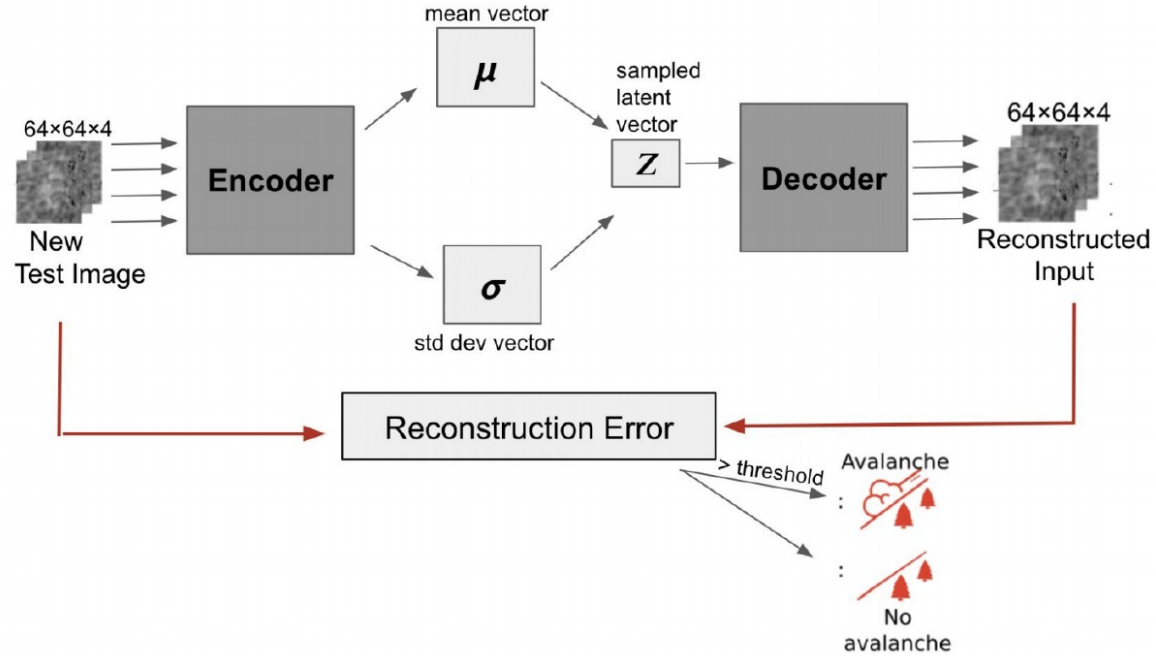 mean vector
μ
sampled
latent
vector
64×64×4
64×64×4
Encoder
Z
Decoder
New
Test Image
σ
Reconstructed
Input
std dev vector
Reconstruction Error
> threshold
Avalanche
:
:
No
avalanche